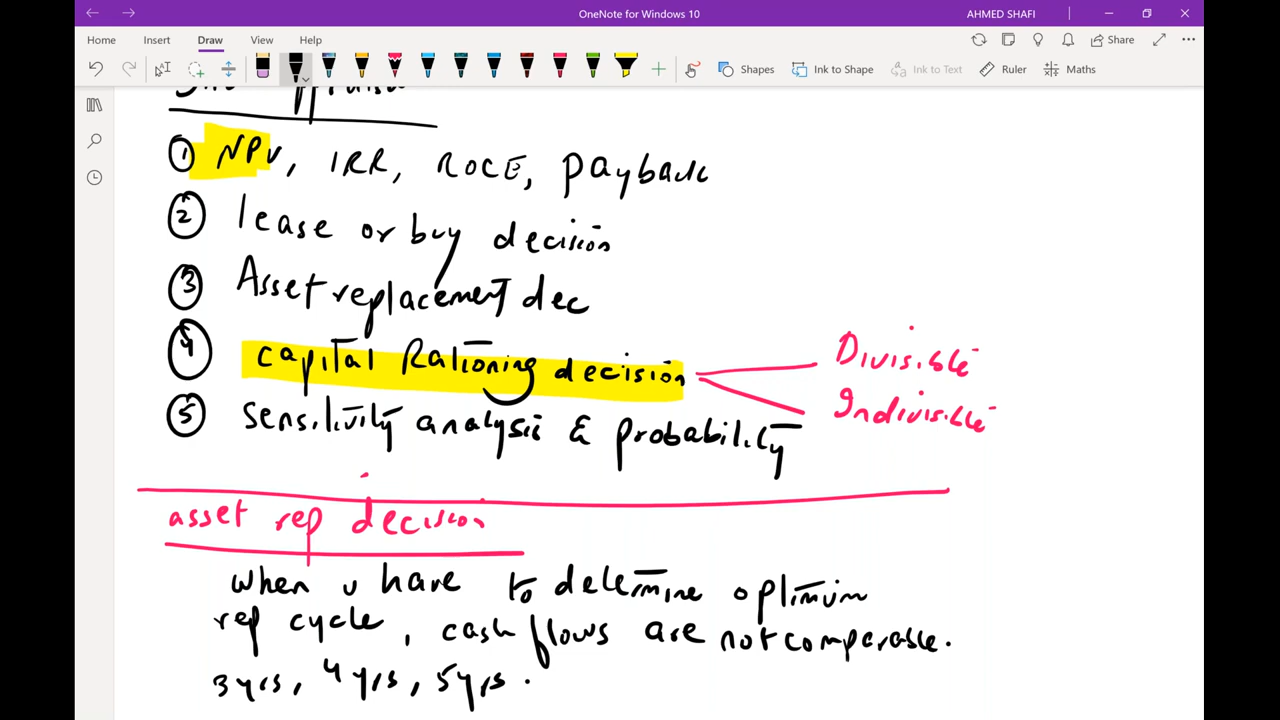 OneNote for Windows 10
AHMED SHAFI
Home Insert Draw View Help
Share
Shapes Ink to Shape Ink to Text Ruler Maths
① NPV, IRR, ROCE, Payback
② lease or buy decision
③ Asset replacement dec
④ capital Rationing decision
Divisible
Indivisible
⑤ sensitivity analysis & probability
asset rep decision
when u have to determine optimum
rep cycle, cash flows are not comparable.
3yrs, 4yrs, 5yrs.